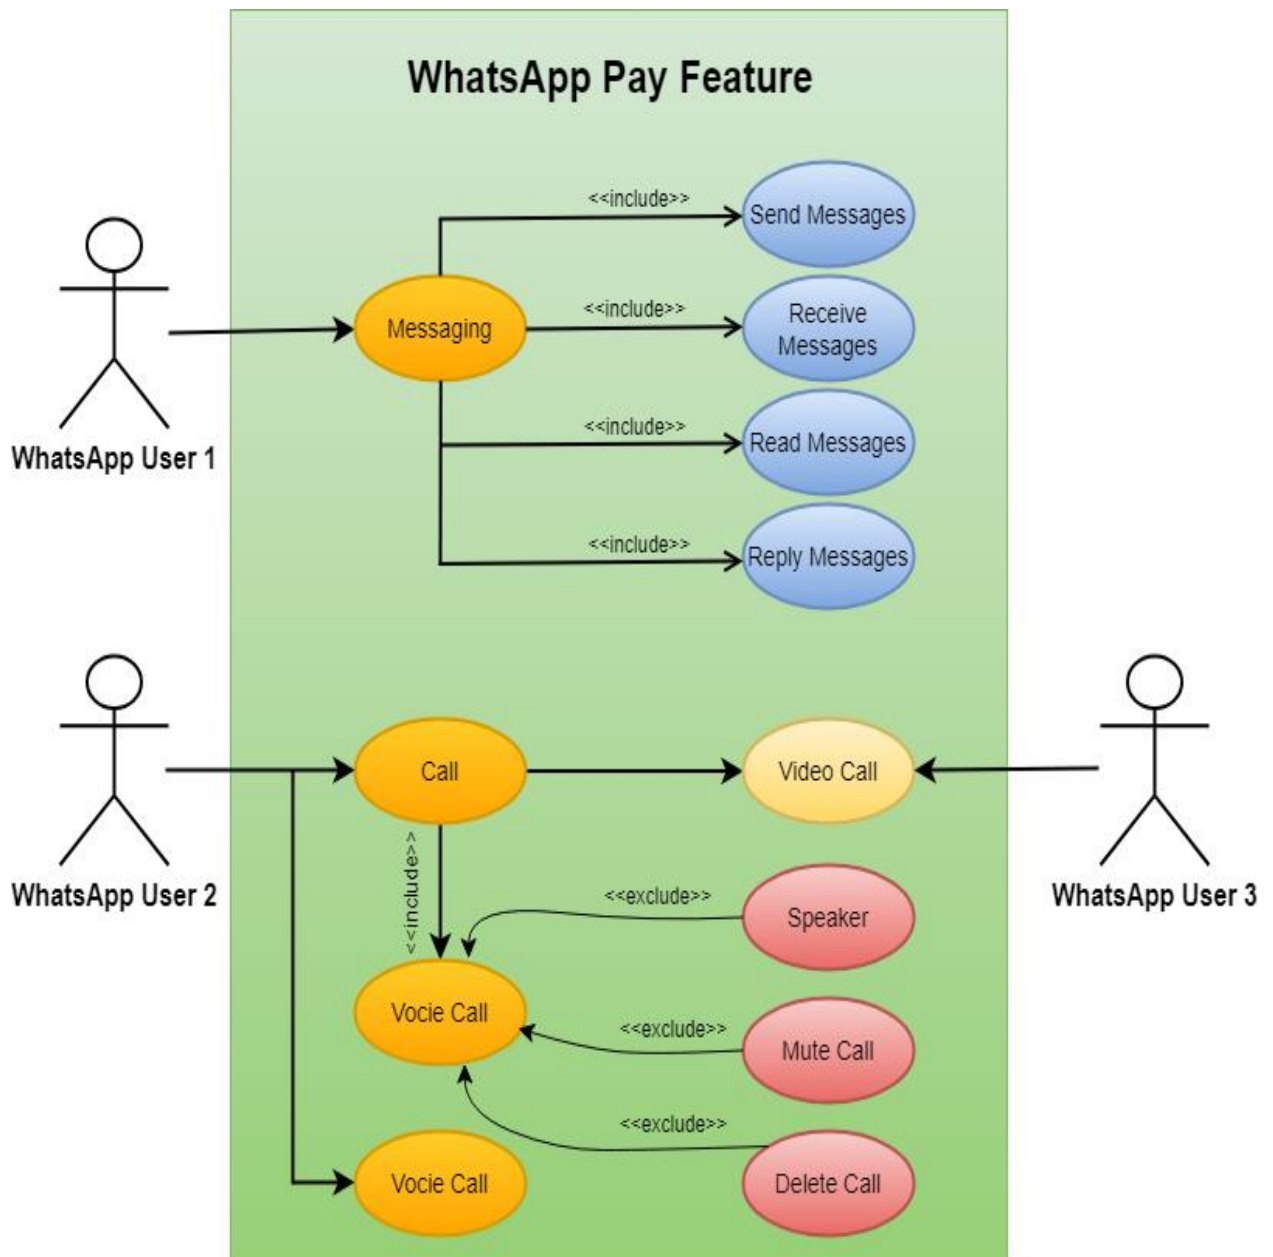 WhatsApp Pay Feature
<<include>>
Send Messages
<<include>>
Receive
Messages
Messaging
<<include>>
Read Messages
WhatsApp User 1
<<include>>
Reply Messages
Call
Video Call
<<include>>
WhatsApp User 2
WhatsApp User 3
<<exclude>>
Speaker
Vocie Call
<<exclude>>
Mute Call
<<exclude>>
Vocie Call
Delete Call